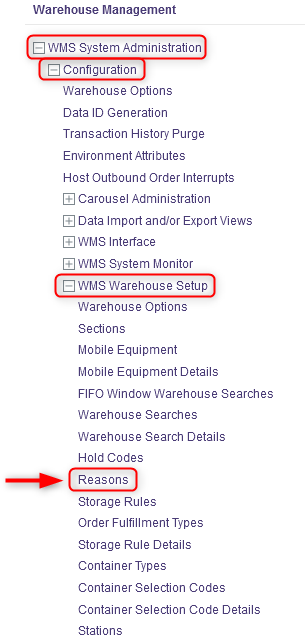 Warehouse Management
WMS System Administration
Configuration
Warehouse Options
Data ID Generation
Transaction History Purge
Environment Attributes
Host Outbound Order Interrupts
Carousel Administration
Data Import and/or Export Views
WMS Interface
WMS System Monitor
WMS Warehouse Setup
Warehouse Options
Sections
Mobile Equipment
Mobile Equipment Details
FIFO Window Warehouse Searches
Warehouse Searches
Warehouse Search Details
Hold Codes
Reasons
Storage Rules
Order Fulfillment Types
Storage Rule Details
Container Types
Container Selection Codes
Container Selection Code Details
Stations